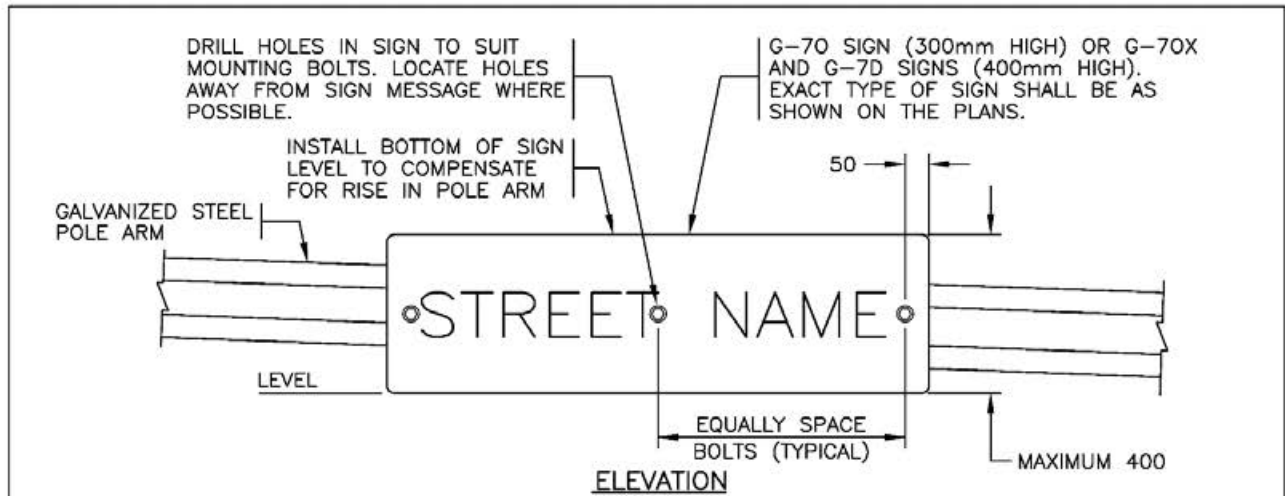 DRILL HOLES IN SIGN TO SUIT
MOUNTING BOLTS. LOCATE HOLES
AWAY FROM SIGN MESSAGE WHERE
POSSIBLE.
G-7O SIGN (300mm HIGH) OR G-7OX
AND G-7D SIGNS (400mm HIGH).
EXACT TYPE OF SIGN SHALL BE AS
SHOWN ON THE PLANS.
INSTALL BOTTOM OF SIGN
LEVEL TO COMPENSATE
FOR RISE IN POLE ARM
50
GALVANIZED STEEL
POLE ARM
STREET NAME
LEVEL
EQUALLY SPACE
BOLTS (TYPICAL)
MAXIMUM 400
ELEVATION